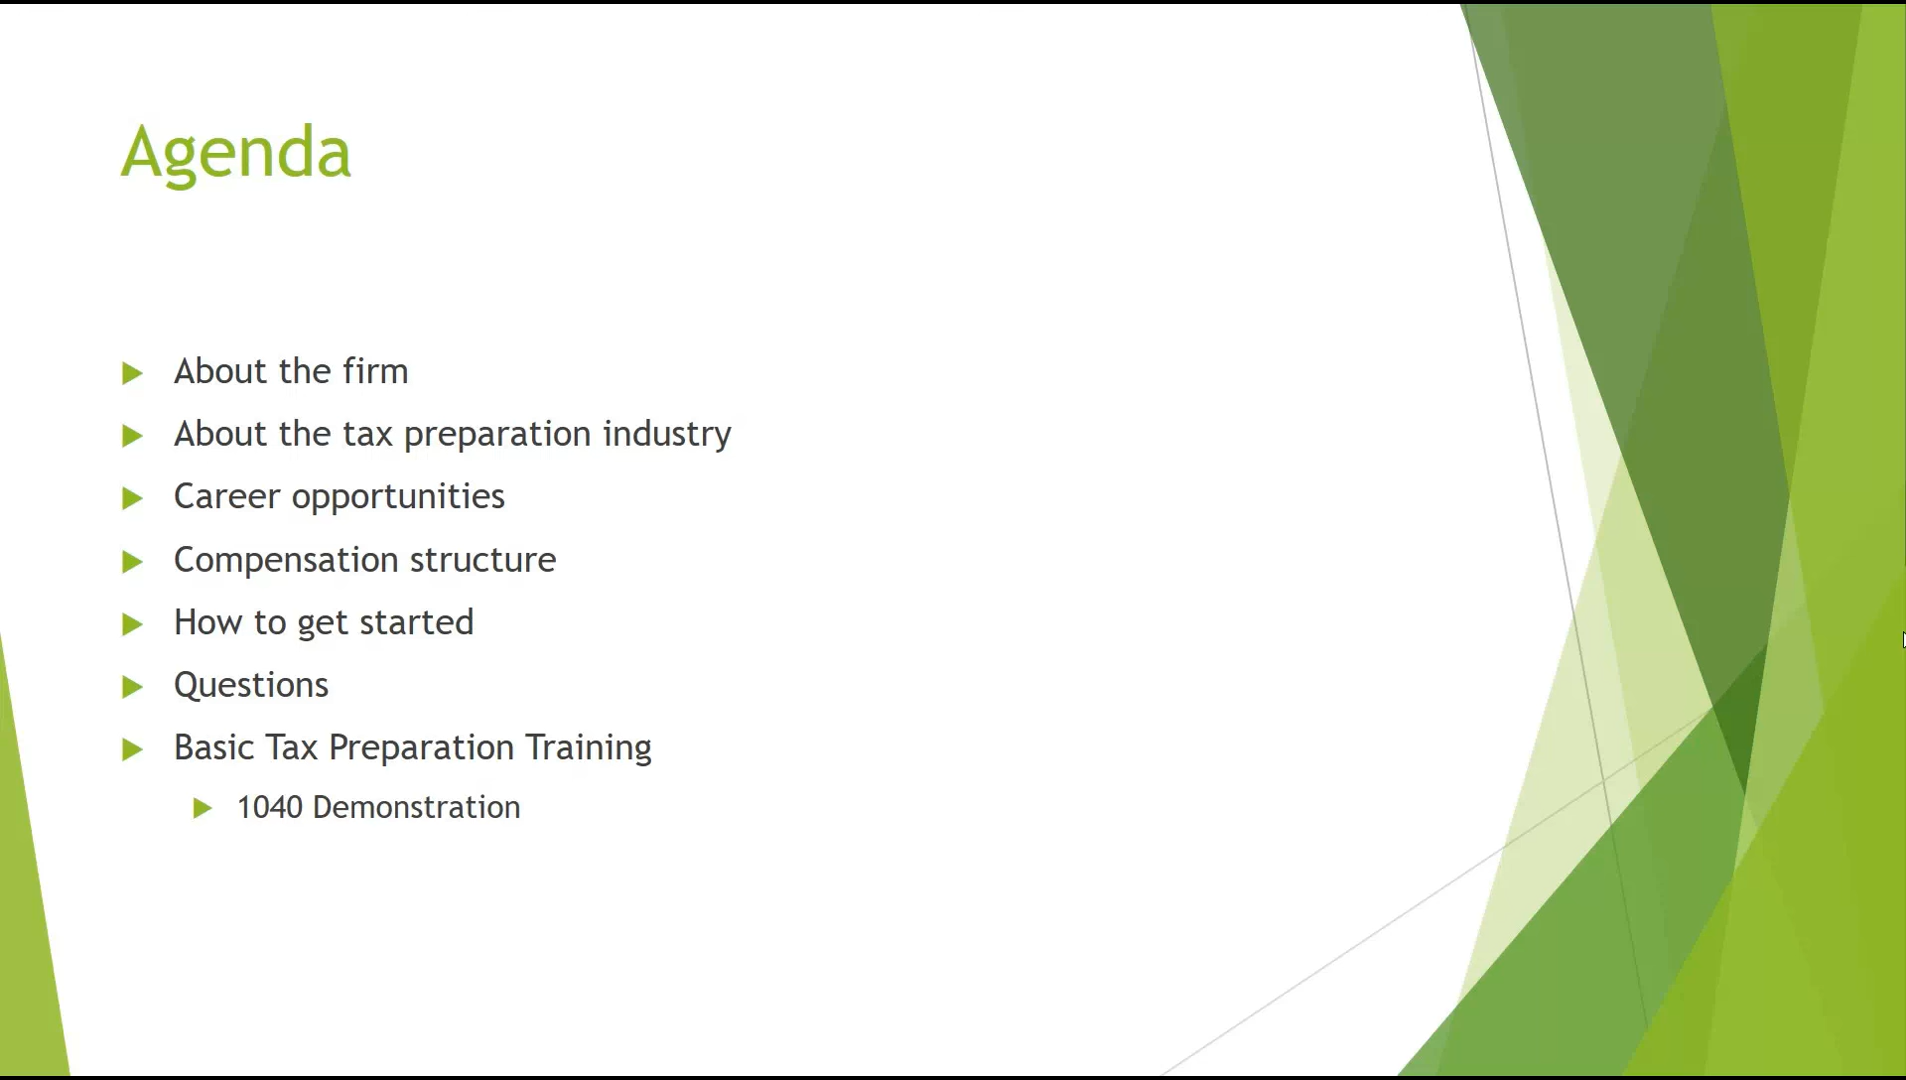 Agenda
About the firm
About the tax preparation industry
Career opportunities
Compensation structure
How to get started
Questions
Basic Tax Preparation Training
1040 Demonstration